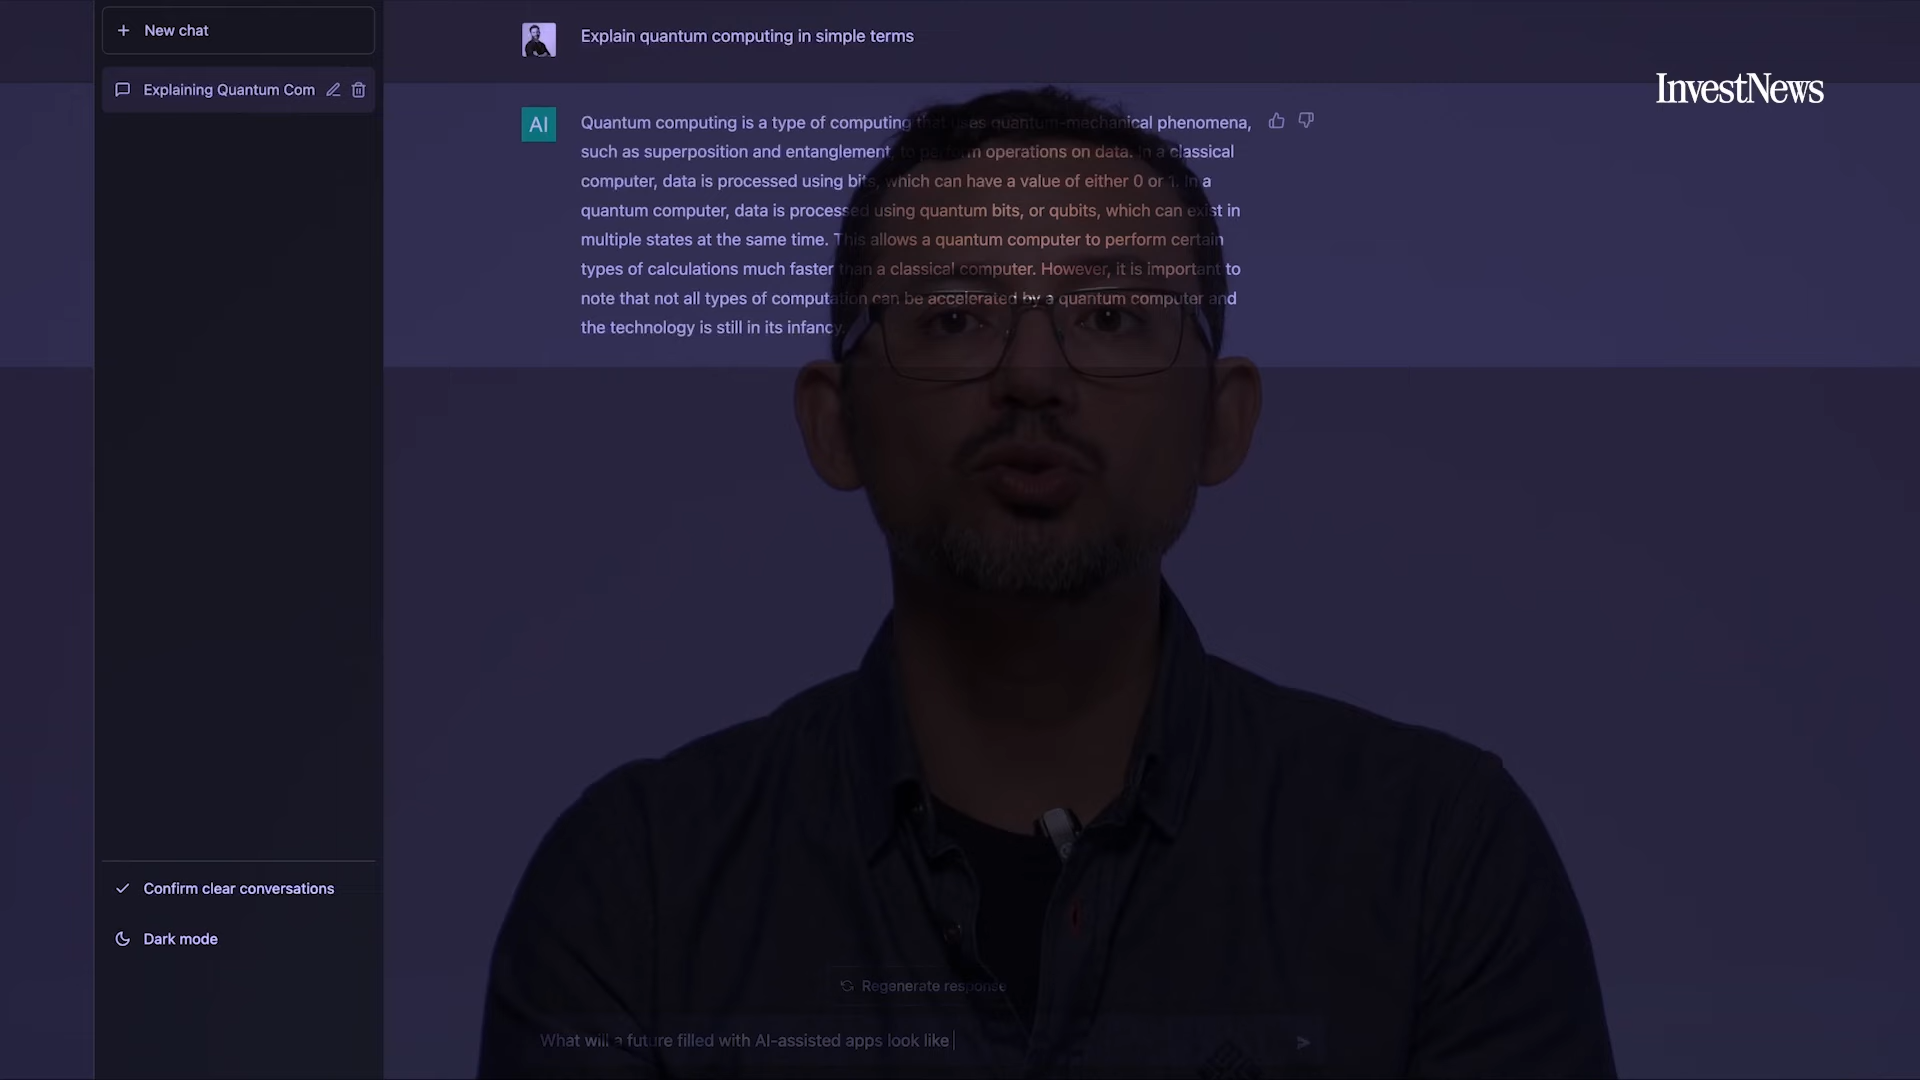 New chat
Explaining Quantum Com
Explain quantum computing in simple terms
InvestNews
AI
Quantum computing is a type of computing that uses quantum-mechanical phenomena,
such as superposition and entanglement, to perform operations on data. In a classical
computer, data is processed using bits, which can have a value of either 0 or 1. In a
quantum computer, data is processed using quantum bits, or qubits, which can exist in
multiple states at the same time. This allows a quantum computer to perform certain
types of calculations much faster than a classical computer. However, it is important to
note that not all types of computation can be accelerated by a quantum computer and
the technology is still in its infancy.
Confirm clear conversations
Dark mode
Regenerate response
What will a future filled with AI-assisted apps look like